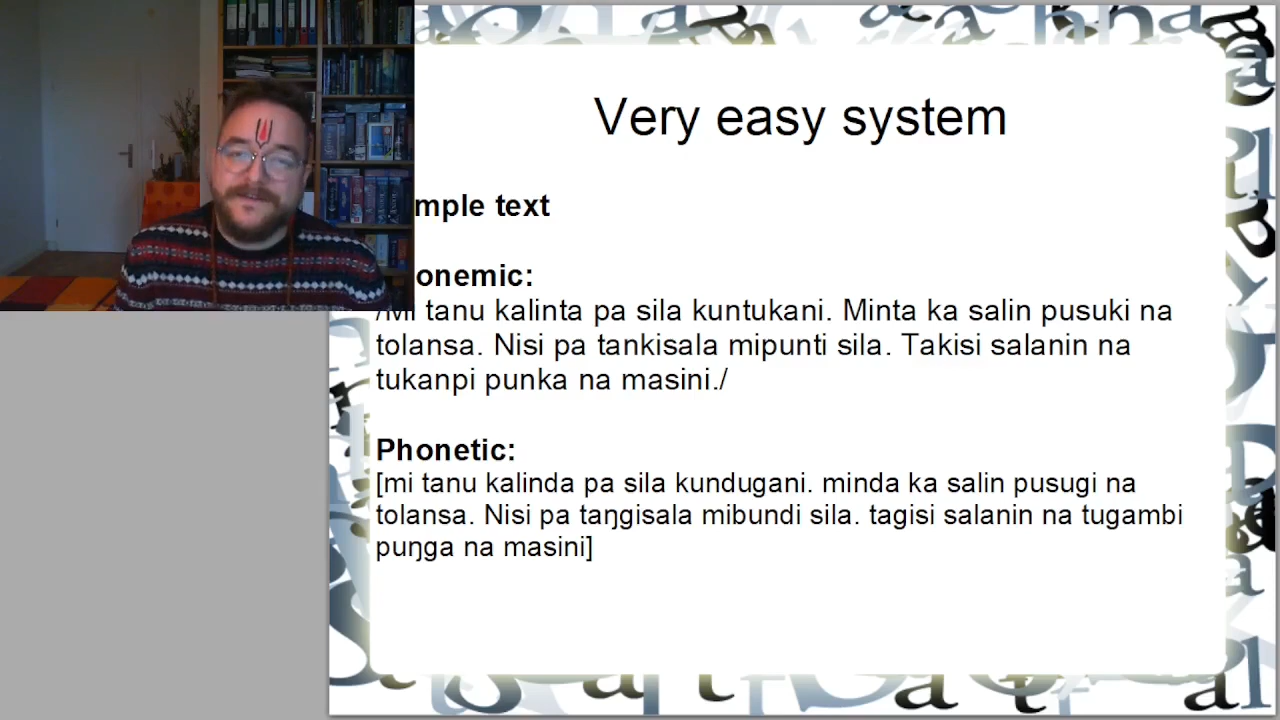 Very easy system
mple text
onemic:
/Mi tanu kalinta pa sila kuntukani. Minta ka salin pusuki na
tolansa. Nisi pa tankisala mipunti sila. Takisi salanin na
tukanpi punka na masini./
Phonetic:
[mi tanu kalinda pa sila kundugani. minda ka salin pusugi na
tolansa. Nisi pa taŋgisala mibundi sila. tagisi salanin na tugambi
puŋga na masini]